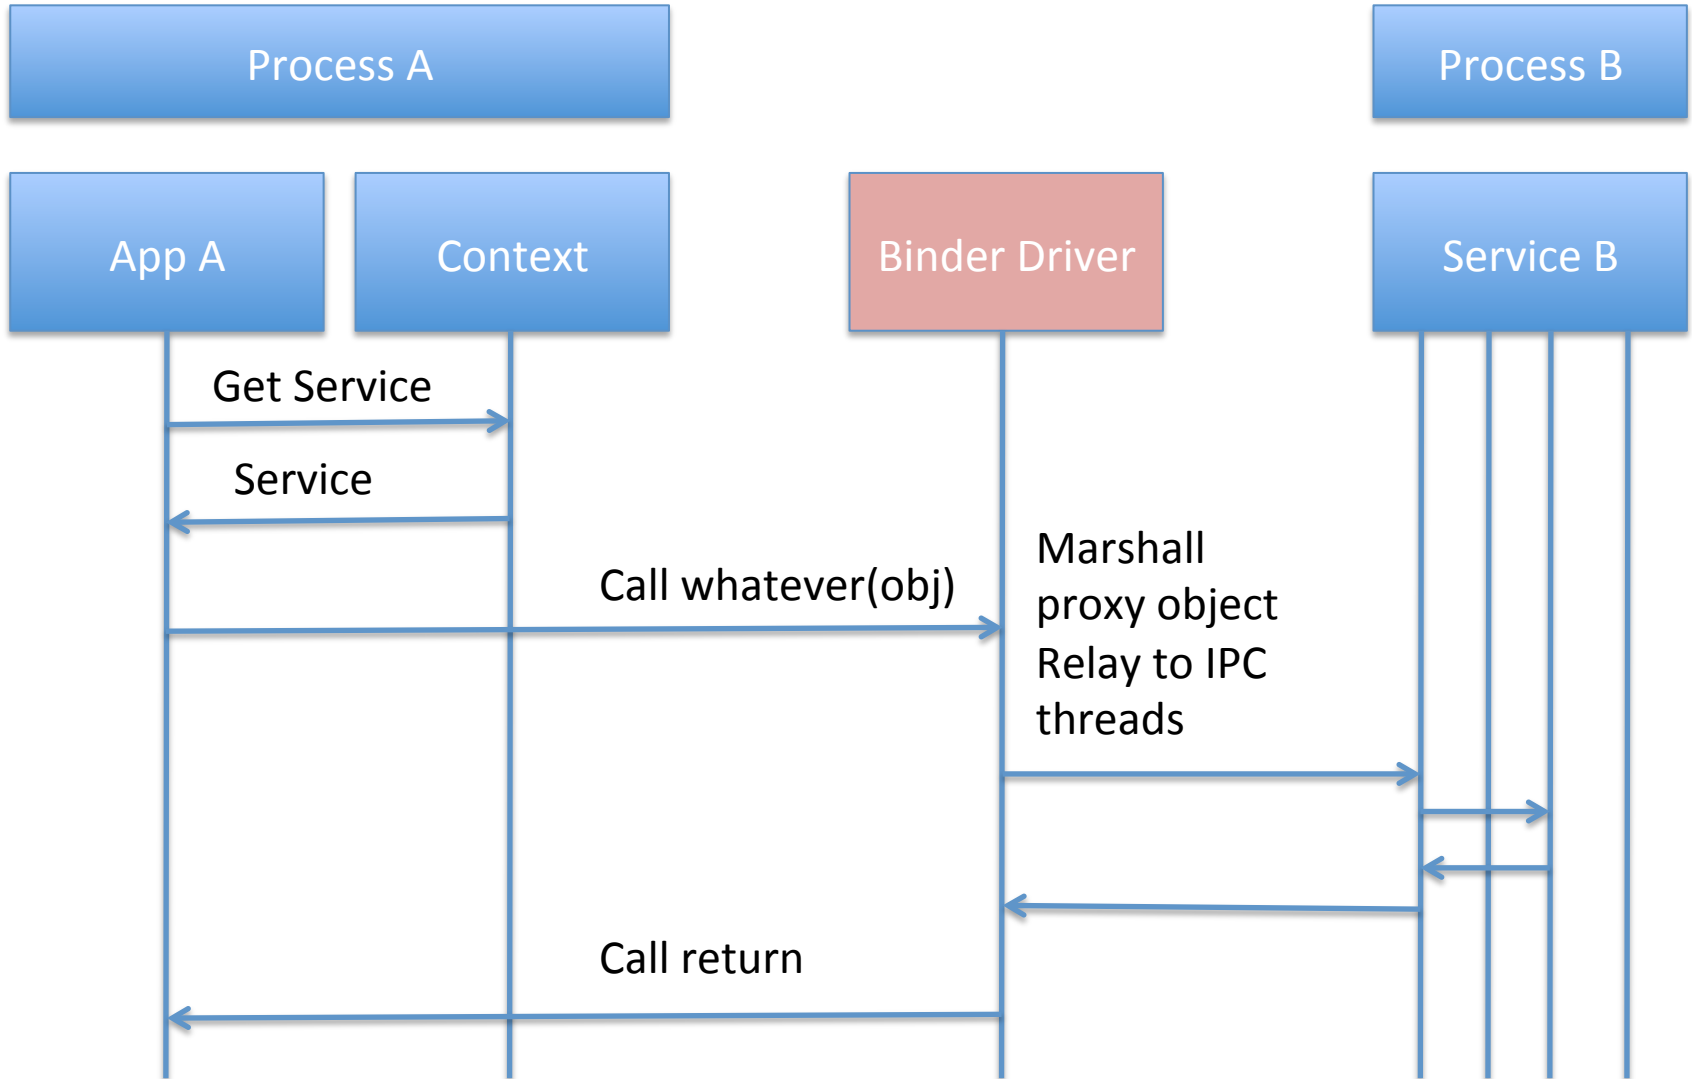 Process A
Process B
App A
Context
Binder Driver
Service B
Get Service
Service
Call whatever(obj)
Marshall
proxy object
Relay to IPC
threads
Call return